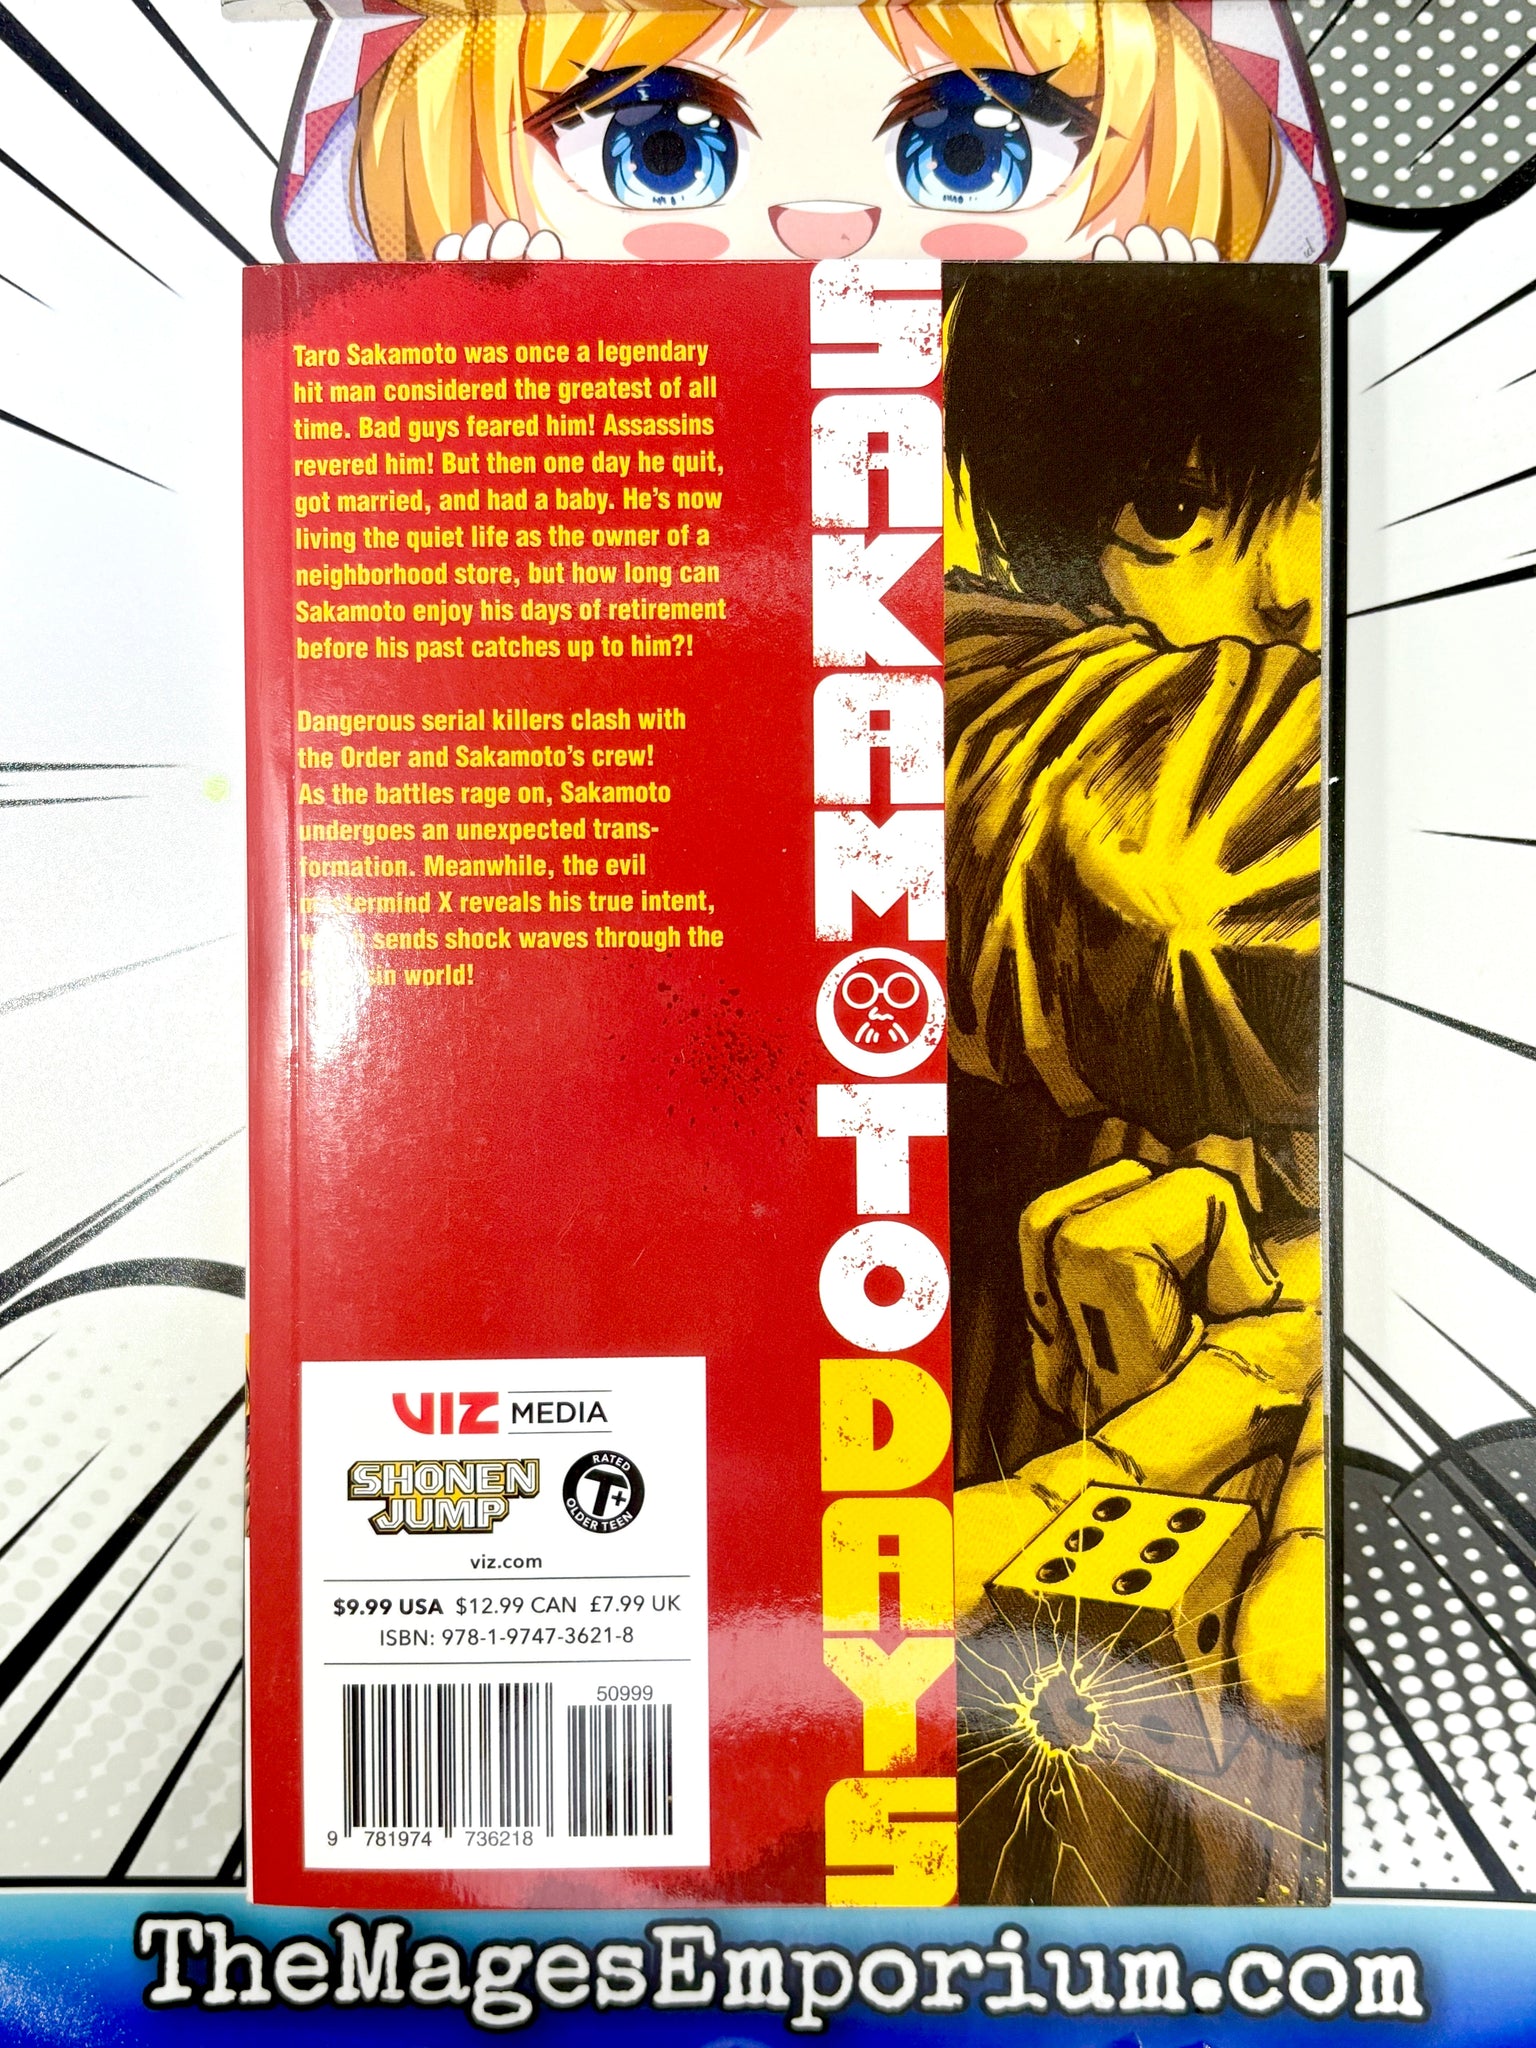 Taro Sakamoto was once a legendary
hit man considered the greatest of all
time. Bad guys feared him! Assassins
revered him! But then one day he quit,
got married, and had a baby. He's now
living the quiet life as the owner of a
neighborhood store, but how long can
Sakamoto enjoy his days of retirement
before his past catches up to him?!
Dangerous serial killers clash with
the Order and Sakamoto's crew!
As the battles rage on, Sakamoto
undergoes an unexpected trans-
formation. Meanwhile, the evil
mastermind X reveals his true intent,
sends shock waves through the
assassin world!
SAKAMOTO DAYS
VIZ MEDIA
SHONEN
JUMP
RATED
T+
OLDER TEEN
viz.com
$9.99 USA $12.99 CAN £7.99 UK
ISBN: 978-1-9747-3621-8
50999
9 781974 736218
TheMagesEmporium.com